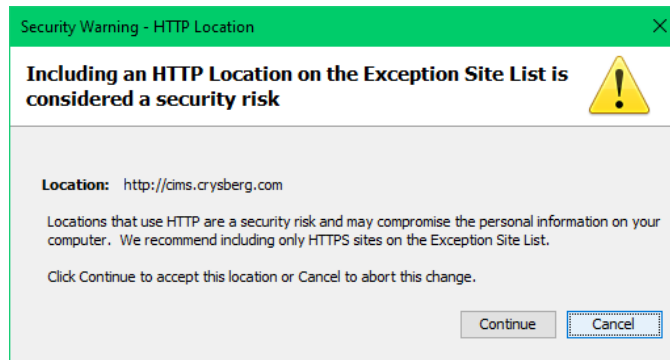 Security Warning - HTTP Location
Including an HTTP Location on the Exception Site List is
considered a security risk
Location: http://cims.crysberg.com
Locations that use HTTP are a security risk and may compromise the personal information on your
computer. We recommend including only HTTPS sites on the Exception Site List.
Click Continue to accept this location or Cancel to abort this change.
Continue Cancel